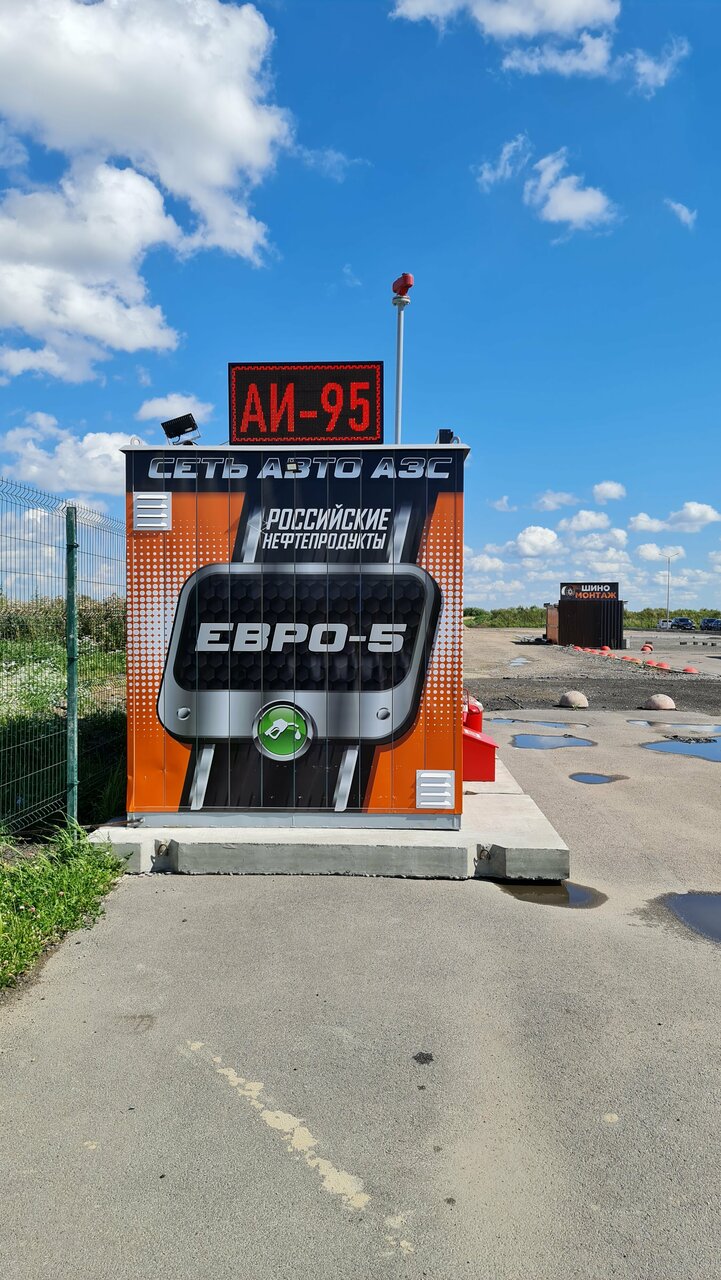 АИ-95
СЕТЬ АВТО АЗС
РОССИЙСКИЕ
НЕФТЕПРОДУКТЫ
ЕВРО-5
ШИНО
МОНТАЖ